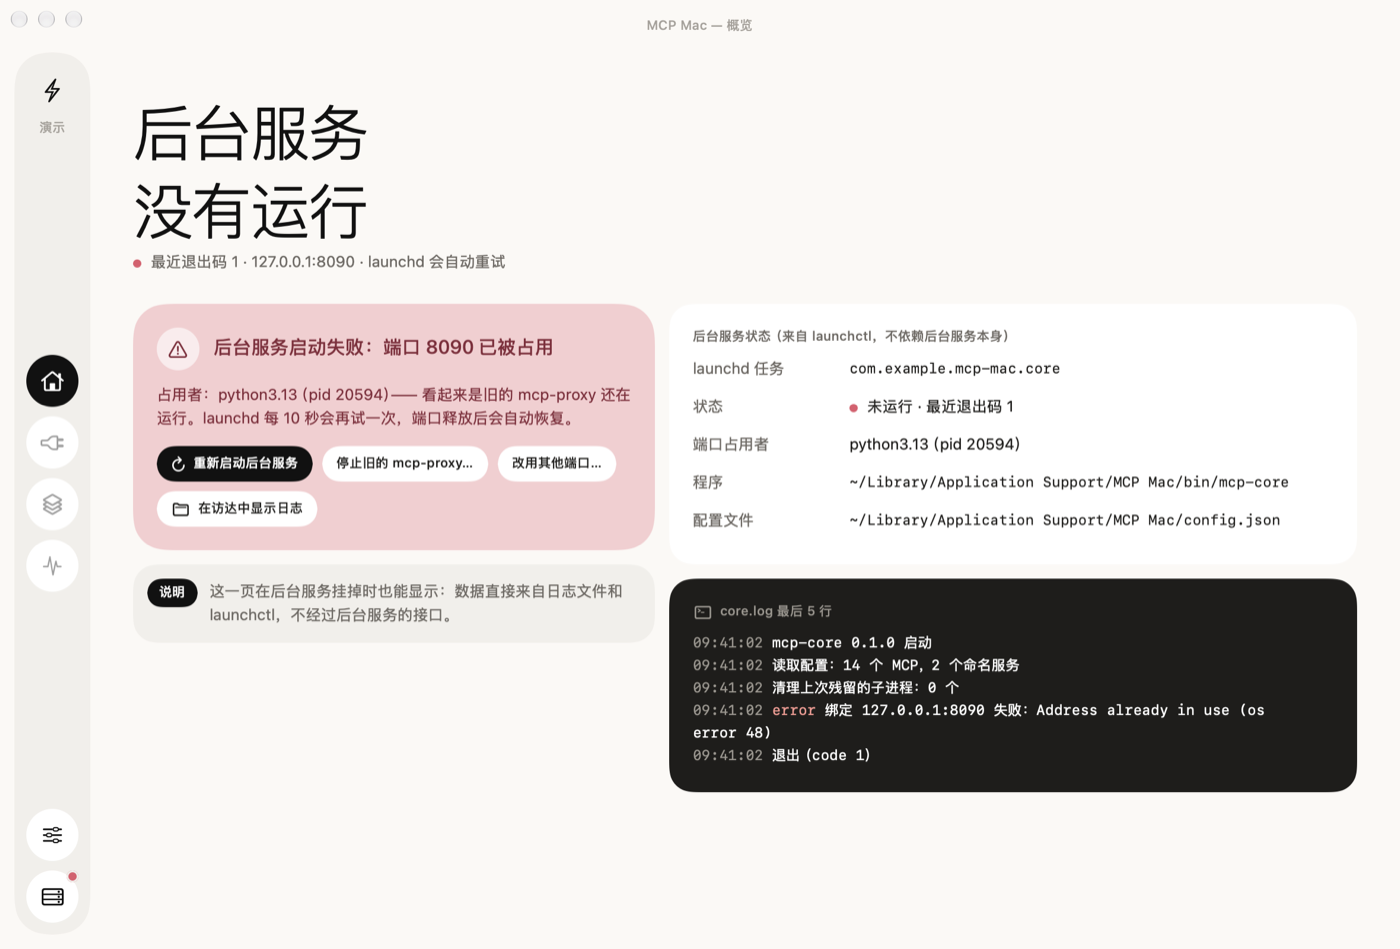 MCP Mac — 概览
演示
后台服务
没有运行
最近退出码 1 · 127.0.0.1:8090 · launchd 会自动重试
后台服务启动失败：端口 8090 已被占用
占用者：python3.13 (pid 20594) —— 看起来是旧的 mcp-proxy 还在
运行。launchd 每 10 秒会再试一次，端口释放后会自动恢复。
重新启动后台服务
停止旧的 mcp-proxy...
改用其他端口...
在访达中显示日志
说明
这一页在后台服务挂掉时也能显示：数据直接来自日志文件和
launchctl，不经过后台服务的接口。
后台服务状态（来自 launchctl，不依赖后台服务本身）
launchd 任务 com.example.mcp-mac.core
状态 未运行 · 最近退出码 1
端口占用者 python3.13 (pid 20594)
程序 ~/Library/Application Support/MCP Mac/bin/mcp-core
配置文件 ~/Library/Application Support/MCP Mac/config.json
core.log 最后 5 行
09:41:02 mcp-core 0.1.0 启动
09:41:02 读取配置：14 个 MCP，2 个命名服务
09:41:02 清理上次残留的子进程：0 个
09:41:02 error 绑定 127.0.0.1:8090 失败：Address already in use (os
error 48)
09:41:02 退出 (code 1)